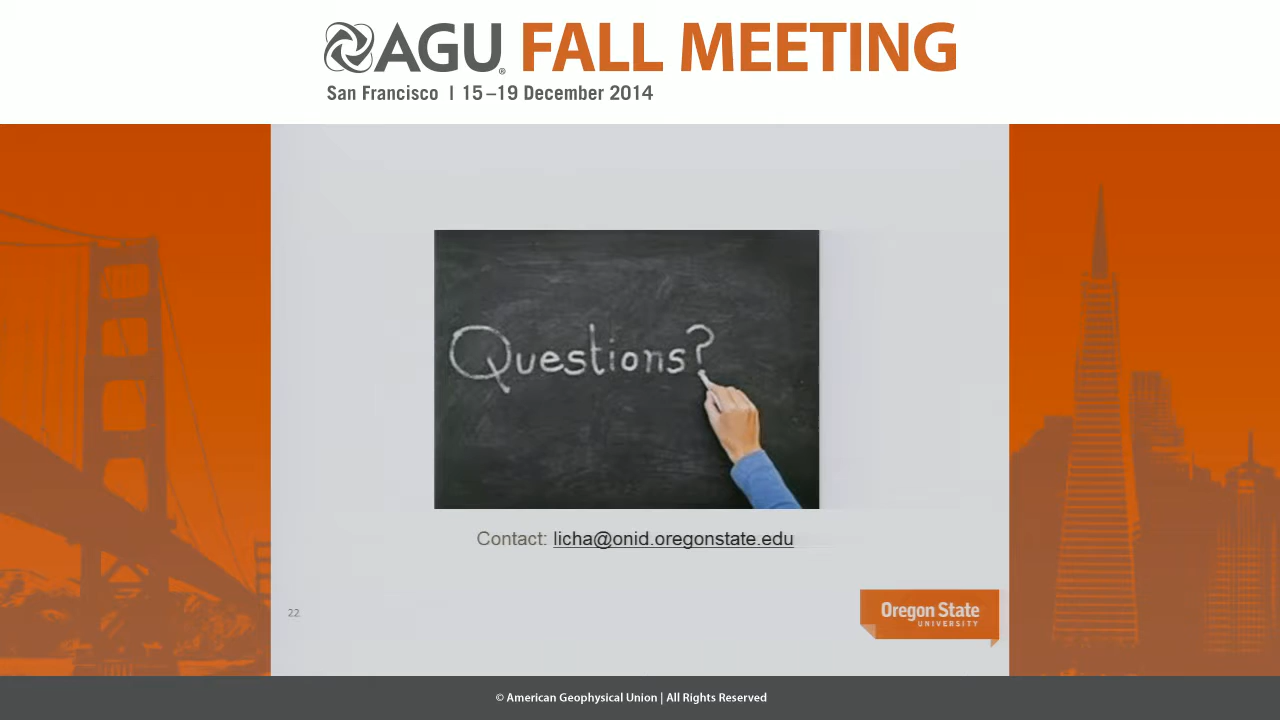 AGU® FALL MEETING
San Francisco | 15–19 December 2014
Questions?
Contact: licha@onid.oregonstate.edu
22
Oregon State
UNIVERSITY
© American Geophysical Union | All Rights Reserved